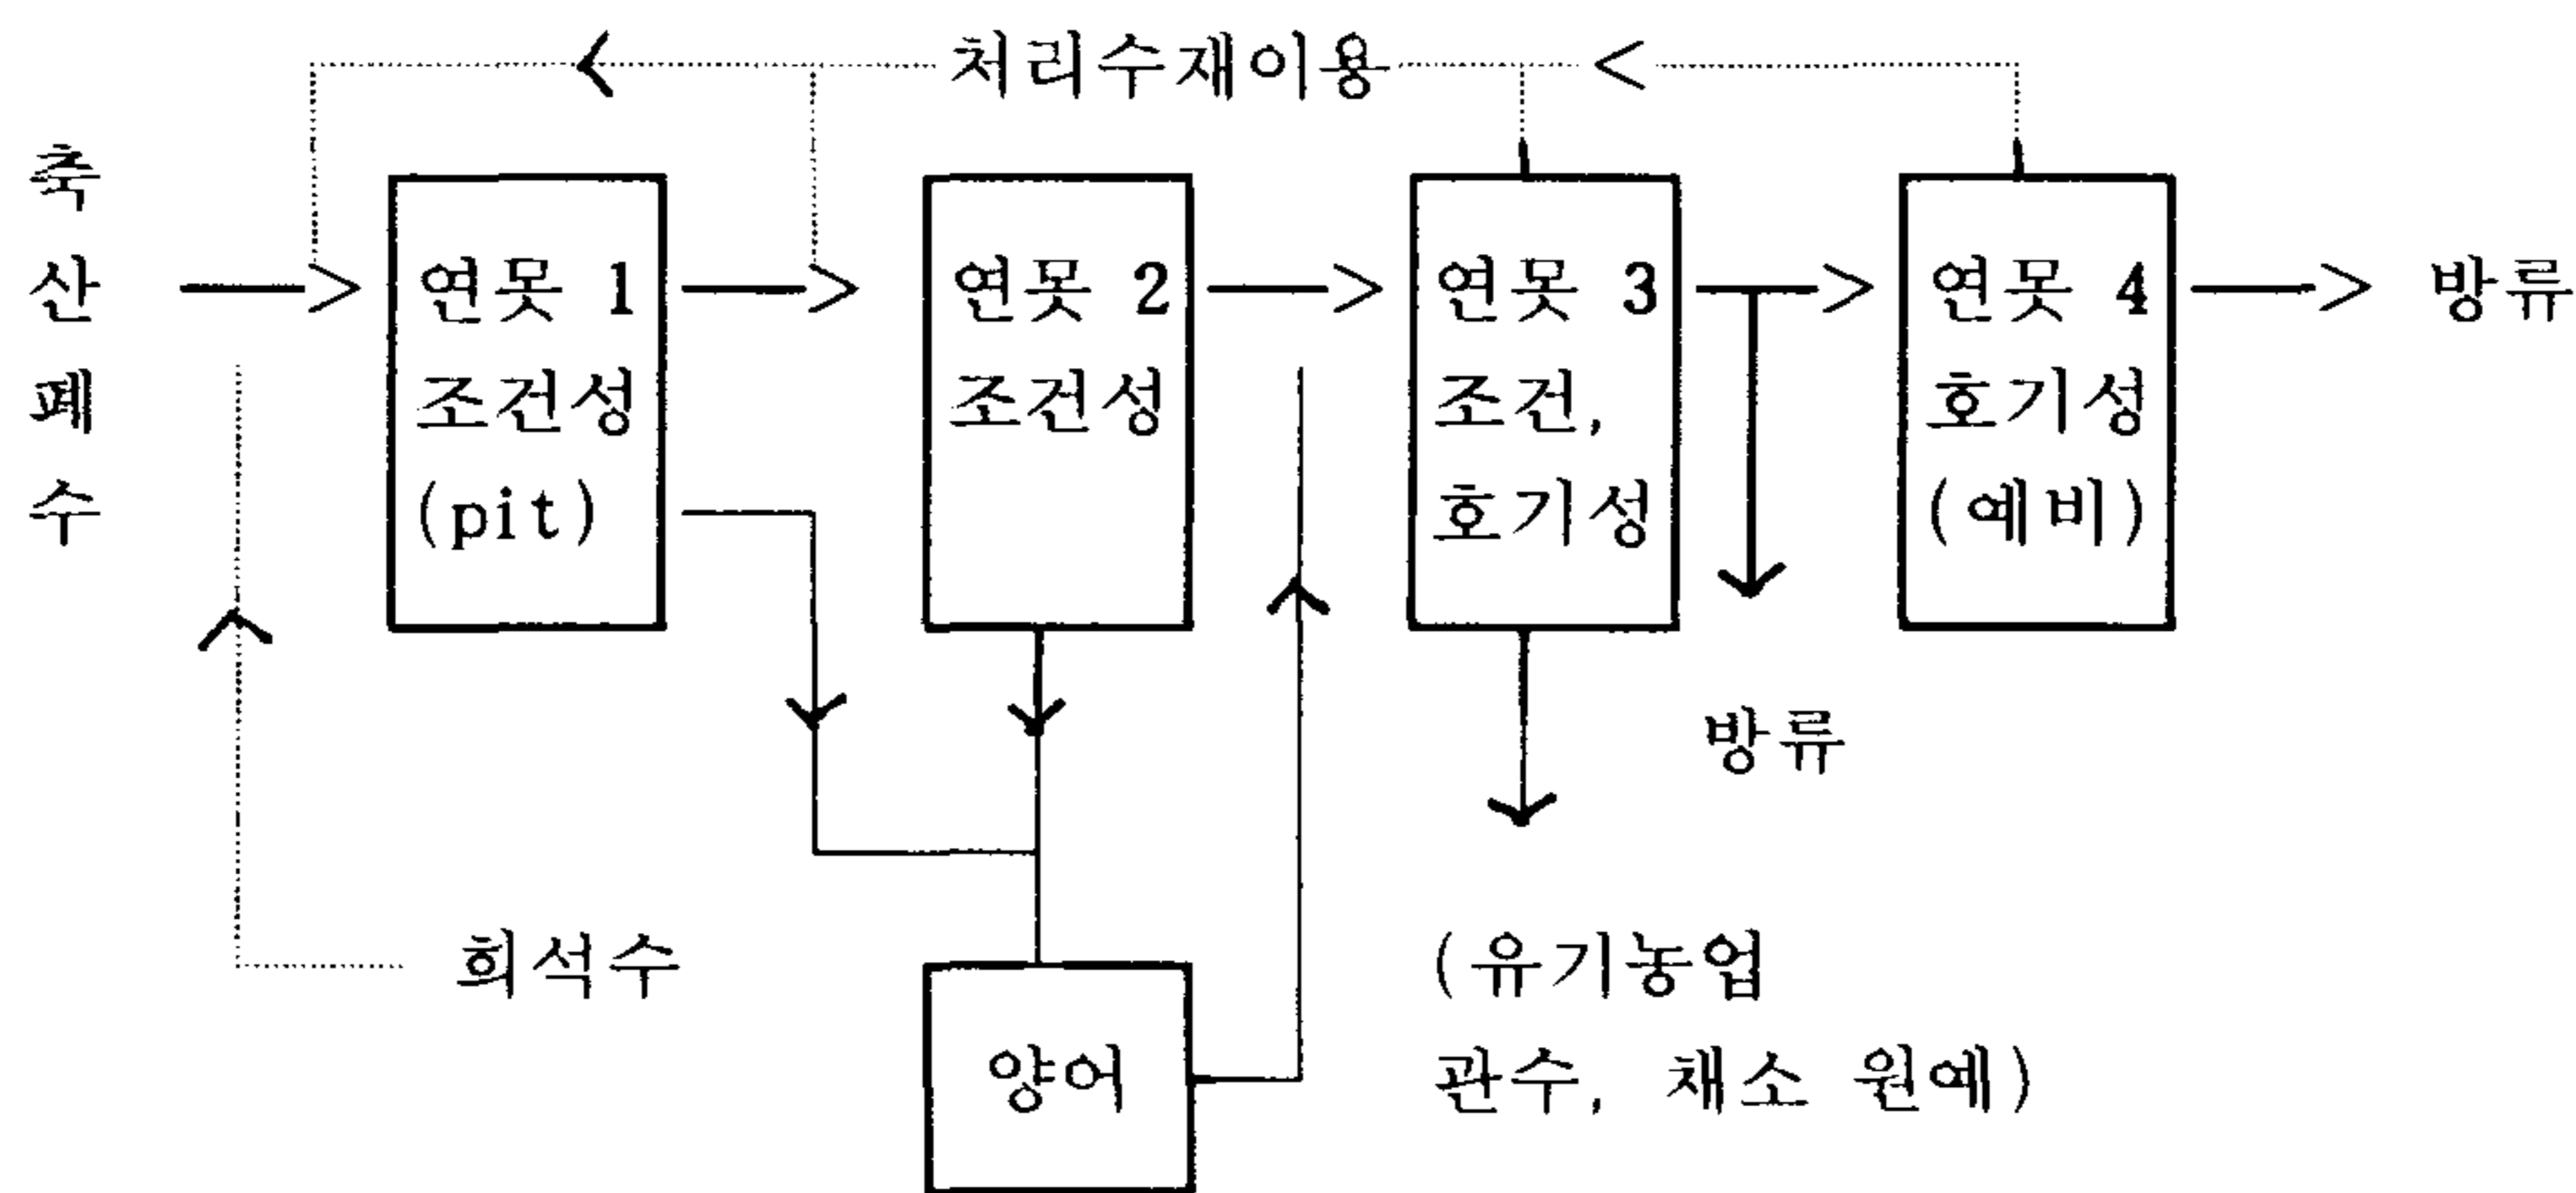 처리수재이용
축산폐수
연못 1
조건성
(pit)
연못 2
조건성
연못 3
조건,
호기성
연못 4
호기성
(예비)
방류
방류
희석수
양어
(유기농업
관수, 채소 원예)